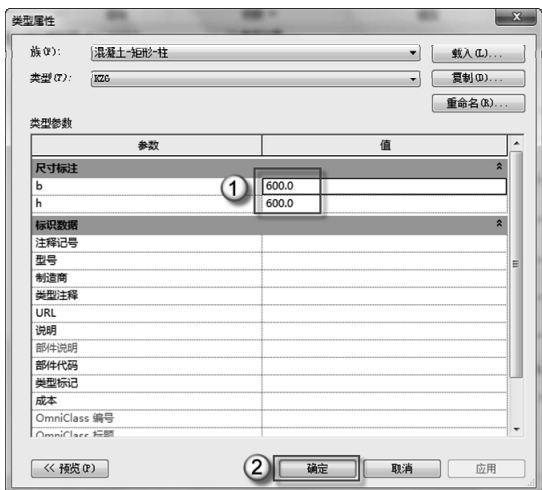 类型属性
族(F): 混凝土-矩形-柱 载入(L)...
类型(T): KZ6 复制(D)...
重命名(R)...
类型参数
参数 值
尺寸标注
b ① 600.0
h 600.0
标识数据
注释记号
型号
制造商
类型注释
URL
说明
部件说明
部件代码
类型标记
成本
OmniClass 编号
OmniClass 标题
<< 预览(P) ② 确定 取消 应用